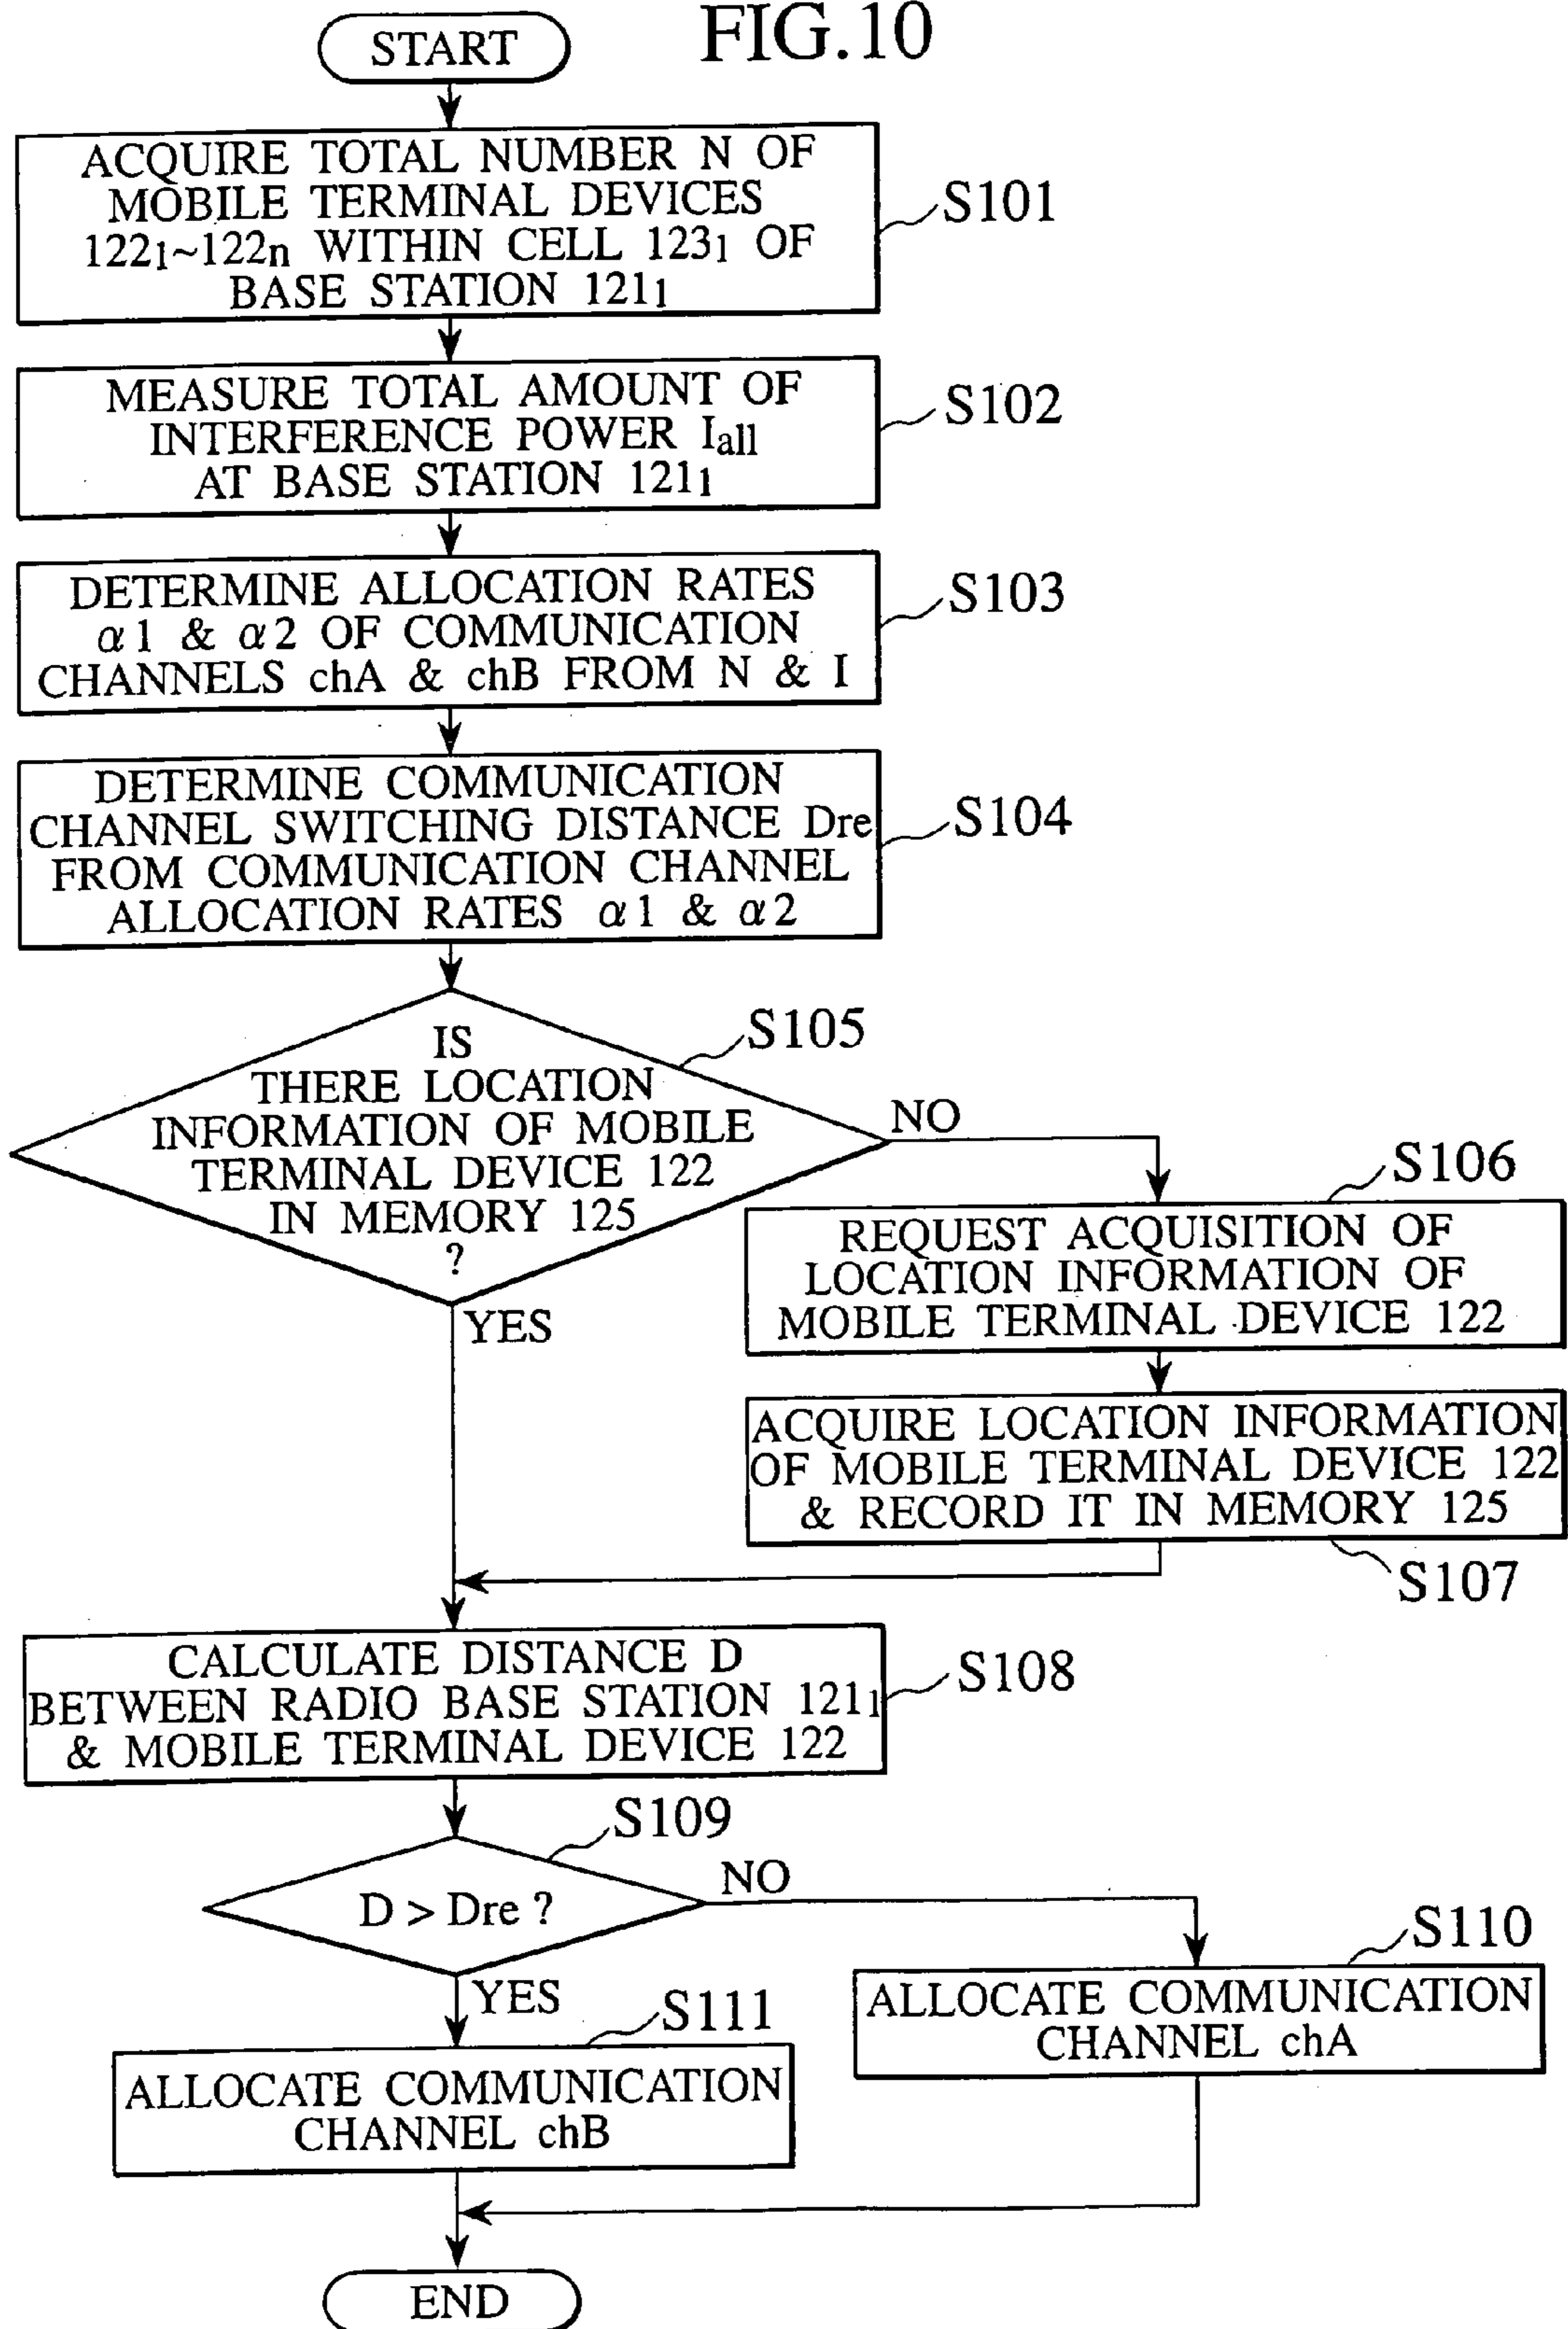 FIG.10
START
ACQUIRE TOTAL NUMBER N OF
MOBILE TERMINAL DEVICES
122₁~122n WITHIN CELL 123₁ OF
BASE STATION 121₁
S101
MEASURE TOTAL AMOUNT OF
INTERFERENCE POWER Iall
AT BASE STATION 121₁
S102
DETERMINE ALLOCATION RATES
α1 & α2 OF COMMUNICATION
CHANNELS chA & chB FROM N & I
S103
DETERMINE COMMUNICATION
CHANNEL SWITCHING DISTANCE Dre
FROM COMMUNICATION CHANNEL
ALLOCATION RATES α1 & α2
S104
IS
THERE LOCATION
INFORMATION OF MOBILE
TERMINAL DEVICE 122
IN MEMORY 125
?
S105
NO
YES
S106
REQUEST ACQUISITION OF
LOCATION INFORMATION OF
MOBILE TERMINAL DEVICE 122
ACQUIRE LOCATION INFORMATION
OF MOBILE TERMINAL DEVICE 122
& RECORD IT IN MEMORY 125
S107
CALCULATE DISTANCE D
BETWEEN RADIO BASE STATION 121₁
& MOBILE TERMINAL DEVICE 122
S108
S109
D > Dre ?
NO
YES
S110
ALLOCATE COMMUNICATION
CHANNEL chA
S111
ALLOCATE COMMUNICATION
CHANNEL chB
END